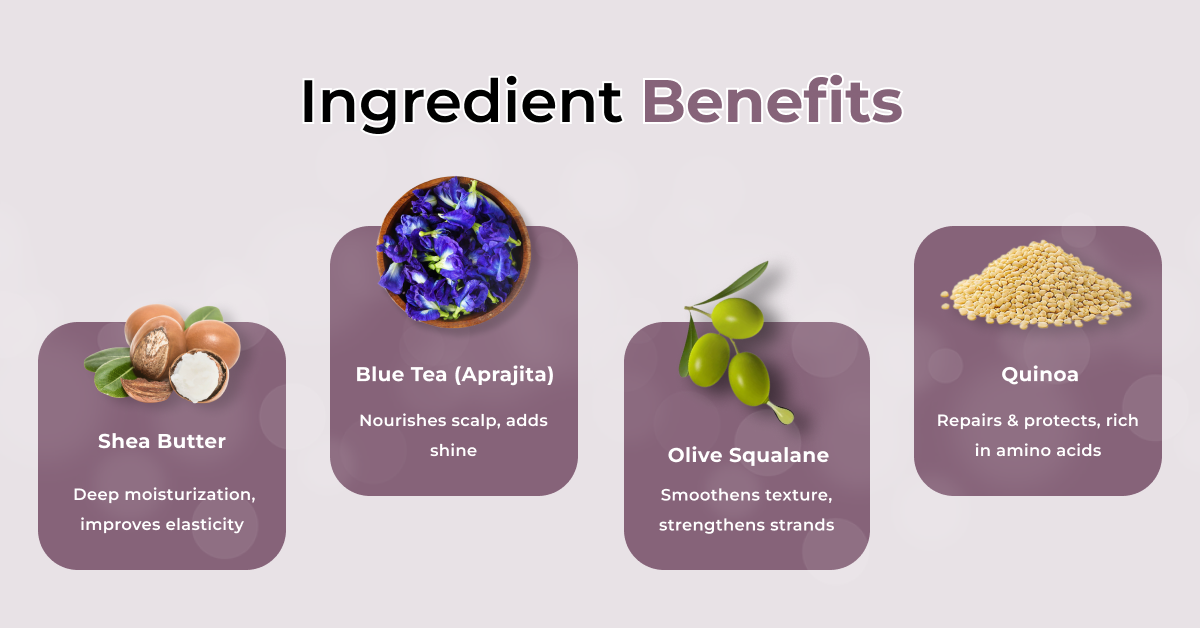 Ingredient Benefits
Shea Butter
Deep moisturization,
improves elasticity
Blue Tea (Aprajita)
Nourishes scalp, adds
shine
Olive Squalane
Smoothens texture,
strengthens strands
Quinoa
Repairs & protects, rich
in amino acids